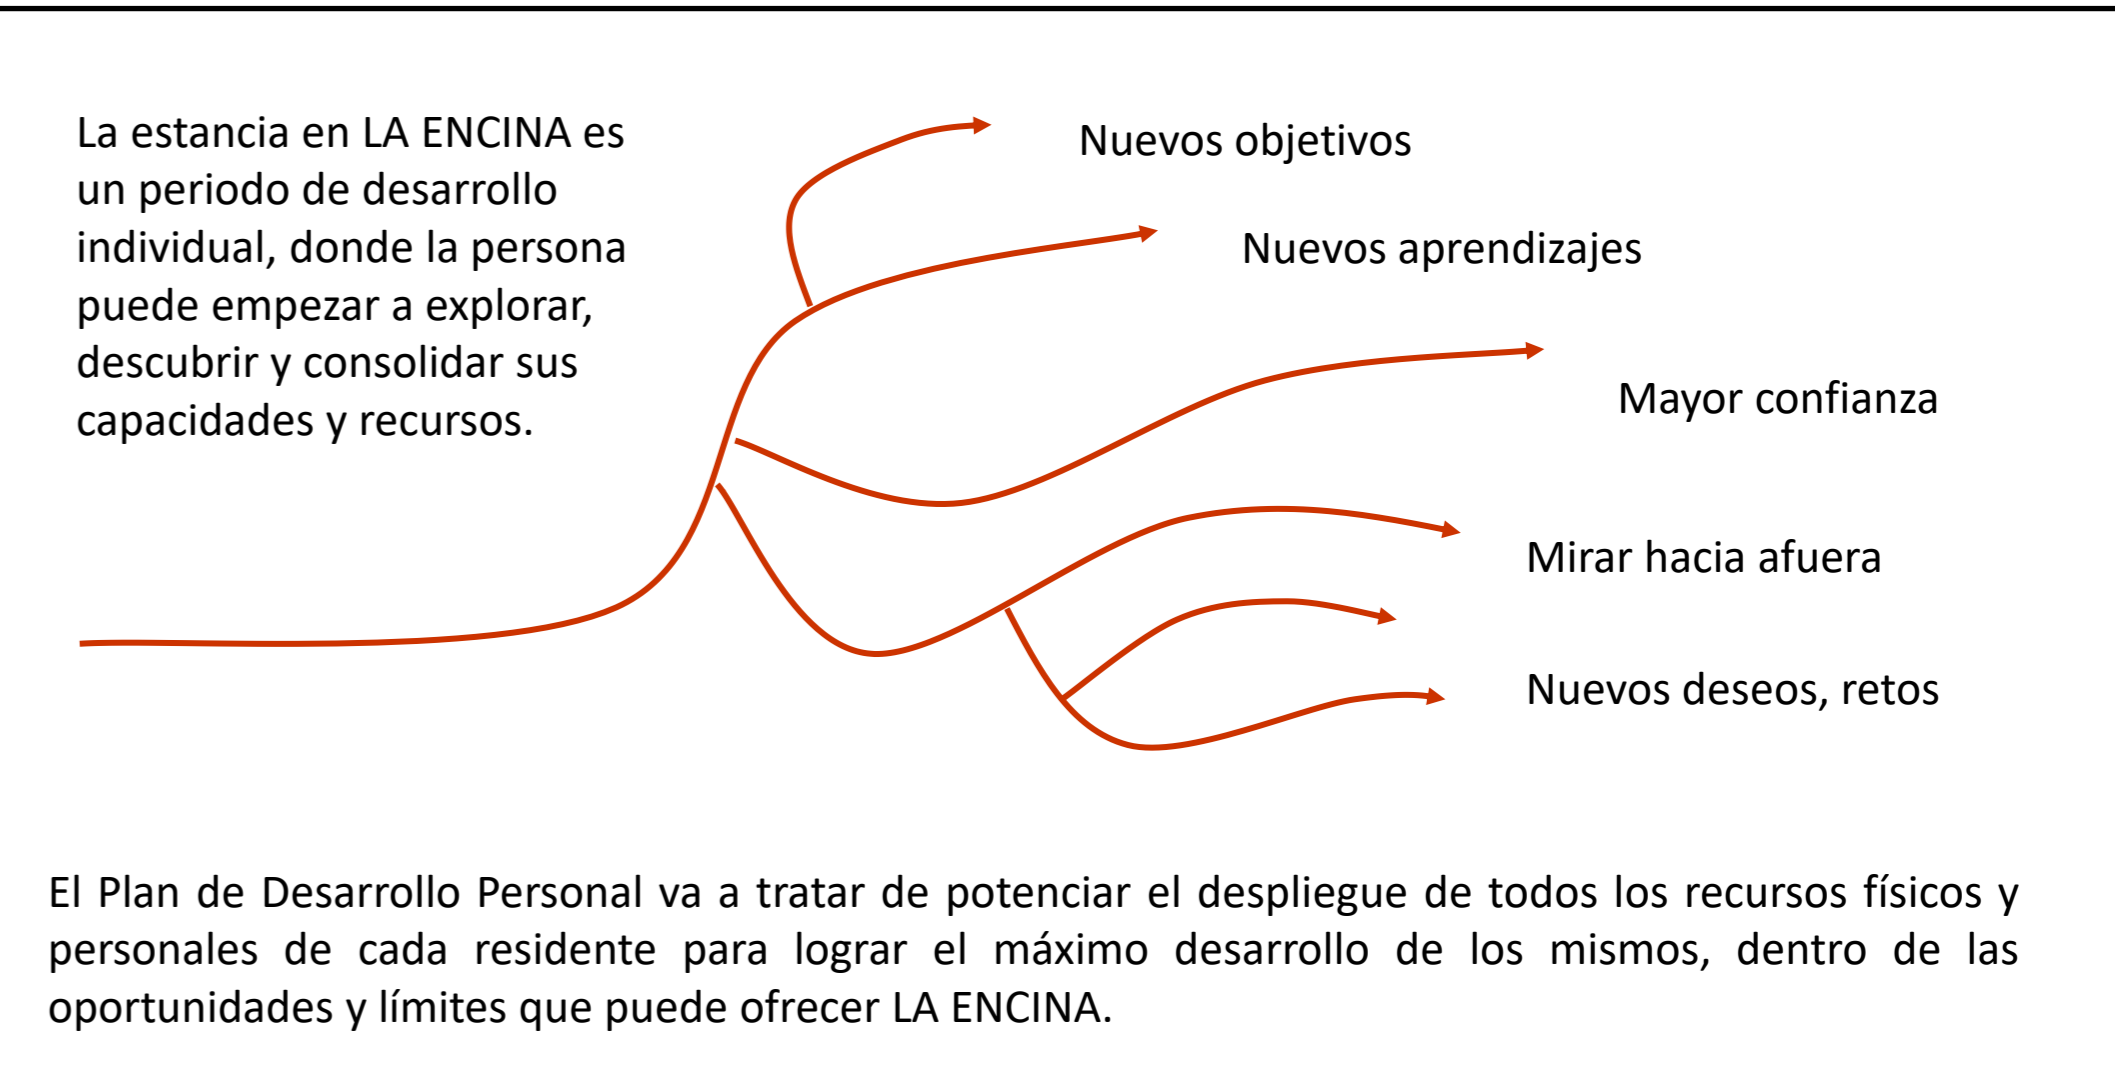 La estancia en LA ENCINA es
un periodo de desarrollo
individual, donde la persona
puede empezar a explorar,
descubrir y consolidar sus
capacidades y recursos.
Nuevos objetivos
Nuevos aprendizajes
Mayor confianza
Mirar hacia afuera
Nuevos deseos, retos
El Plan de Desarrollo Personal va a tratar de potenciar el despliegue de todos los recursos físicos y
personales de cada residente para lograr el máximo desarrollo de los mismos, dentro de las
oportunidades y límites que puede ofrecer LA ENCINA.